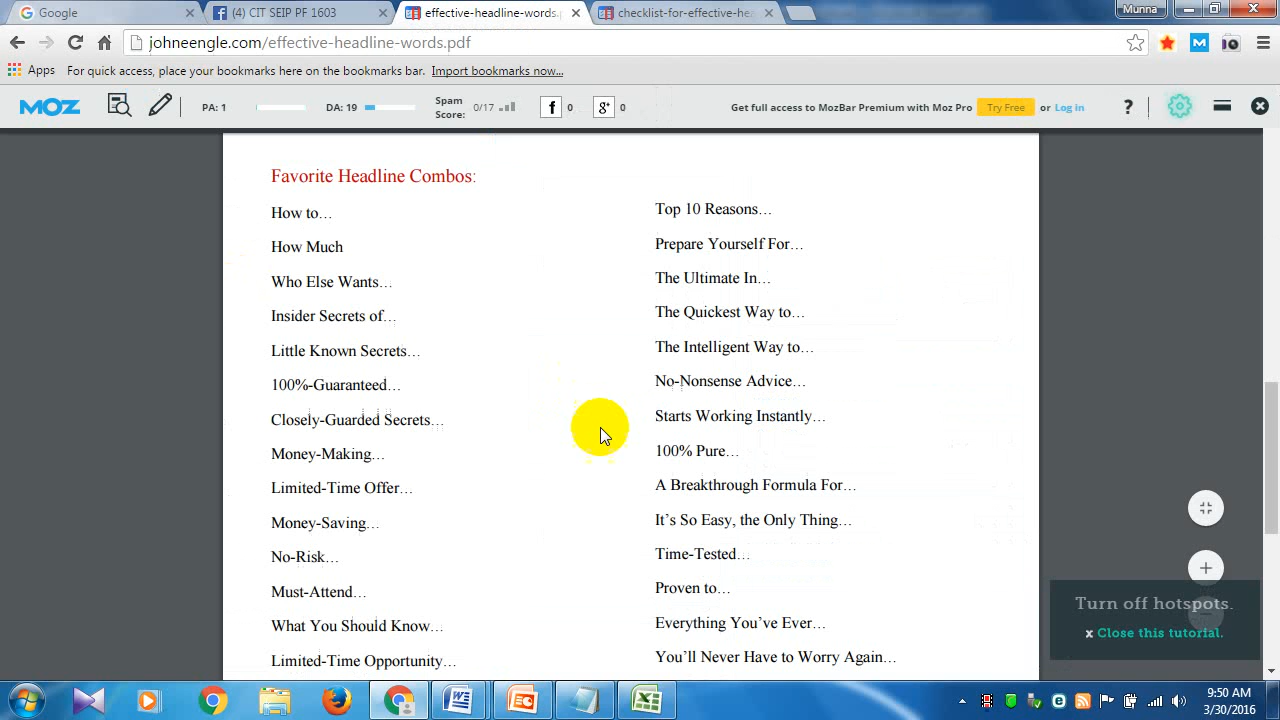 Google
(4) CIT SEIP PF 1603
effective-headline-words.p
checklist-for-effective-hea
Munna
johneengle.com/effective-headline-words.pdf
Apps
For quick access, place your bookmarks here on the bookmarks bar. Import bookmarks now...
MOZ
PA: 1
DA: 19
Spam Score: 0/17
f 0
g+ 0
Get full access to MozBar Premium with Moz Pro Try Free or Log in
?
Favorite Headline Combos:
How to…
How Much
Who Else Wants…
Insider Secrets of…
Little Known Secrets…
100%-Guaranteed…
Closely-Guarded Secrets…
Money-Making…
Limited-Time Offer…
Money-Saving…
No-Risk…
Must-Attend…
What You Should Know…
Limited-Time Opportunity…
Top 10 Reasons…
Prepare Yourself For…
The Ultimate In…
The Quickest Way to…
The Intelligent Way to…
No-Nonsense Advice…
Starts Working Instantly…
100% Pure…
A Breakthrough Formula For…
It's So Easy, the Only Thing…
Time-Tested…
Proven to…
Everything You've Ever…
You'll Never Have to Worry Again…
Turn off hotspots.
x Close this tutorial.
9:50 AM
3/30/2016